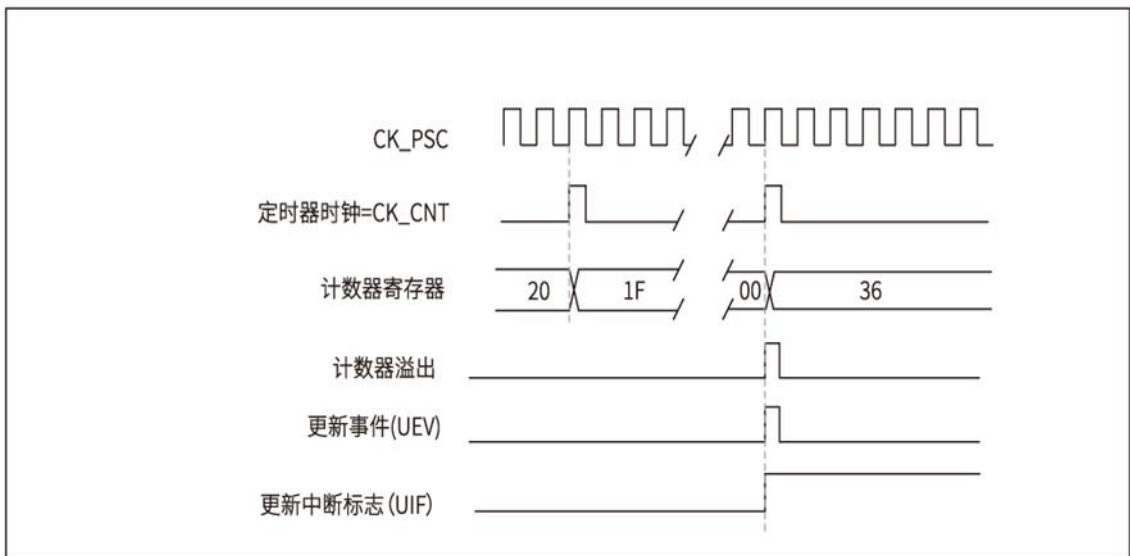 CK_PSC
定时器时钟=CK_CNT
计数器寄存器 20 1F 00 36
计数器溢出
更新事件(UEV)
更新中断标志(UIF)